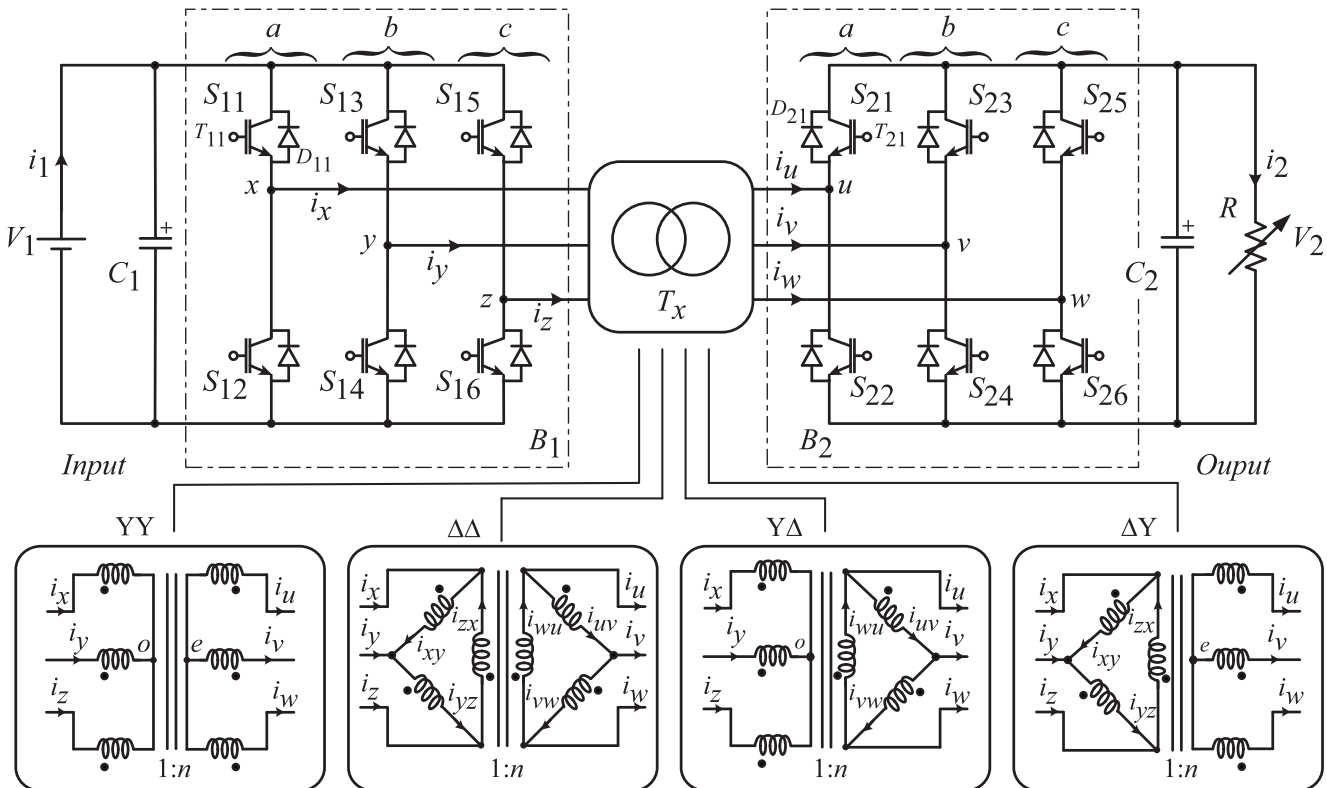 a b c
a b c
S11 S13 S15
T11 D11
S21 S23 S25
D21 T21
i1
V1
C1
+
x ix
y iy
z iz
Tx
iu u
iv v
iw w
C2
+
R
i2
V2
S12 S14 S16
S22 S24 S26
B1
B2
Input
Ouput
YY
ΔΔ
YΔ
ΔY
ix iy iz o e iu iv iw
1:n
ix iy iz ixy iyz izx iwu iuv ivw iu iv iw
1:n
ix iy iz o iwu iuv ivw iu iv iw
1:n
ix iy iz ixy iyz izx e iu iv iw
1:n